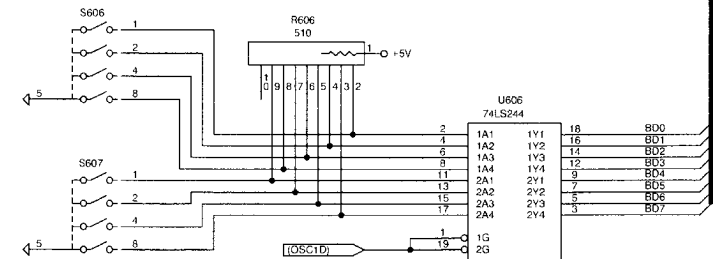 S606
1
2
4
8
5
R606
510
1
+5V
10 9 8 7 6 5 4 3 2
U606
74LS244
2 1A1 1Y1 18 BD0
4 1A2 1Y2 16 BD1
6 1A3 1Y3 14 BD2
8 1A4 1Y4 12 BD3
11 2A1 2Y1 9 BD4
13 2A2 2Y2 7 BD5
15 2A3 2Y3 5 BD6
17 2A4 2Y4 3 BD7
1 1G
19 2G
(OSC1D)
S607
1
2
4
8
5